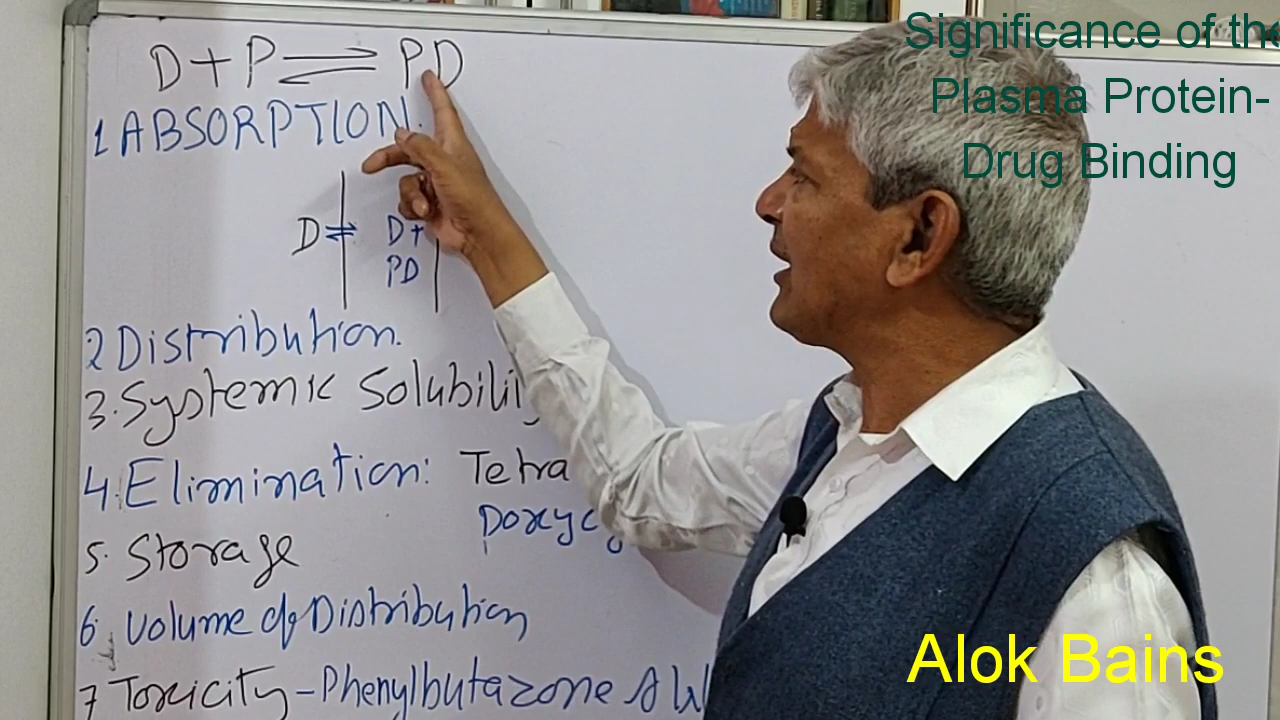 Significance of the
Plasma Protein-
Drug Binding
D + P ⇌ PD
1 ABSORPTION.
D ⇌ D +
PD
2 Distribution.
3. Systemic Solubility
4. Elimination: Tetra
Doxyc
5. Storage
6. Volume of Distribution
7 Toxicity - Phenylbutazone &
Alok Bains